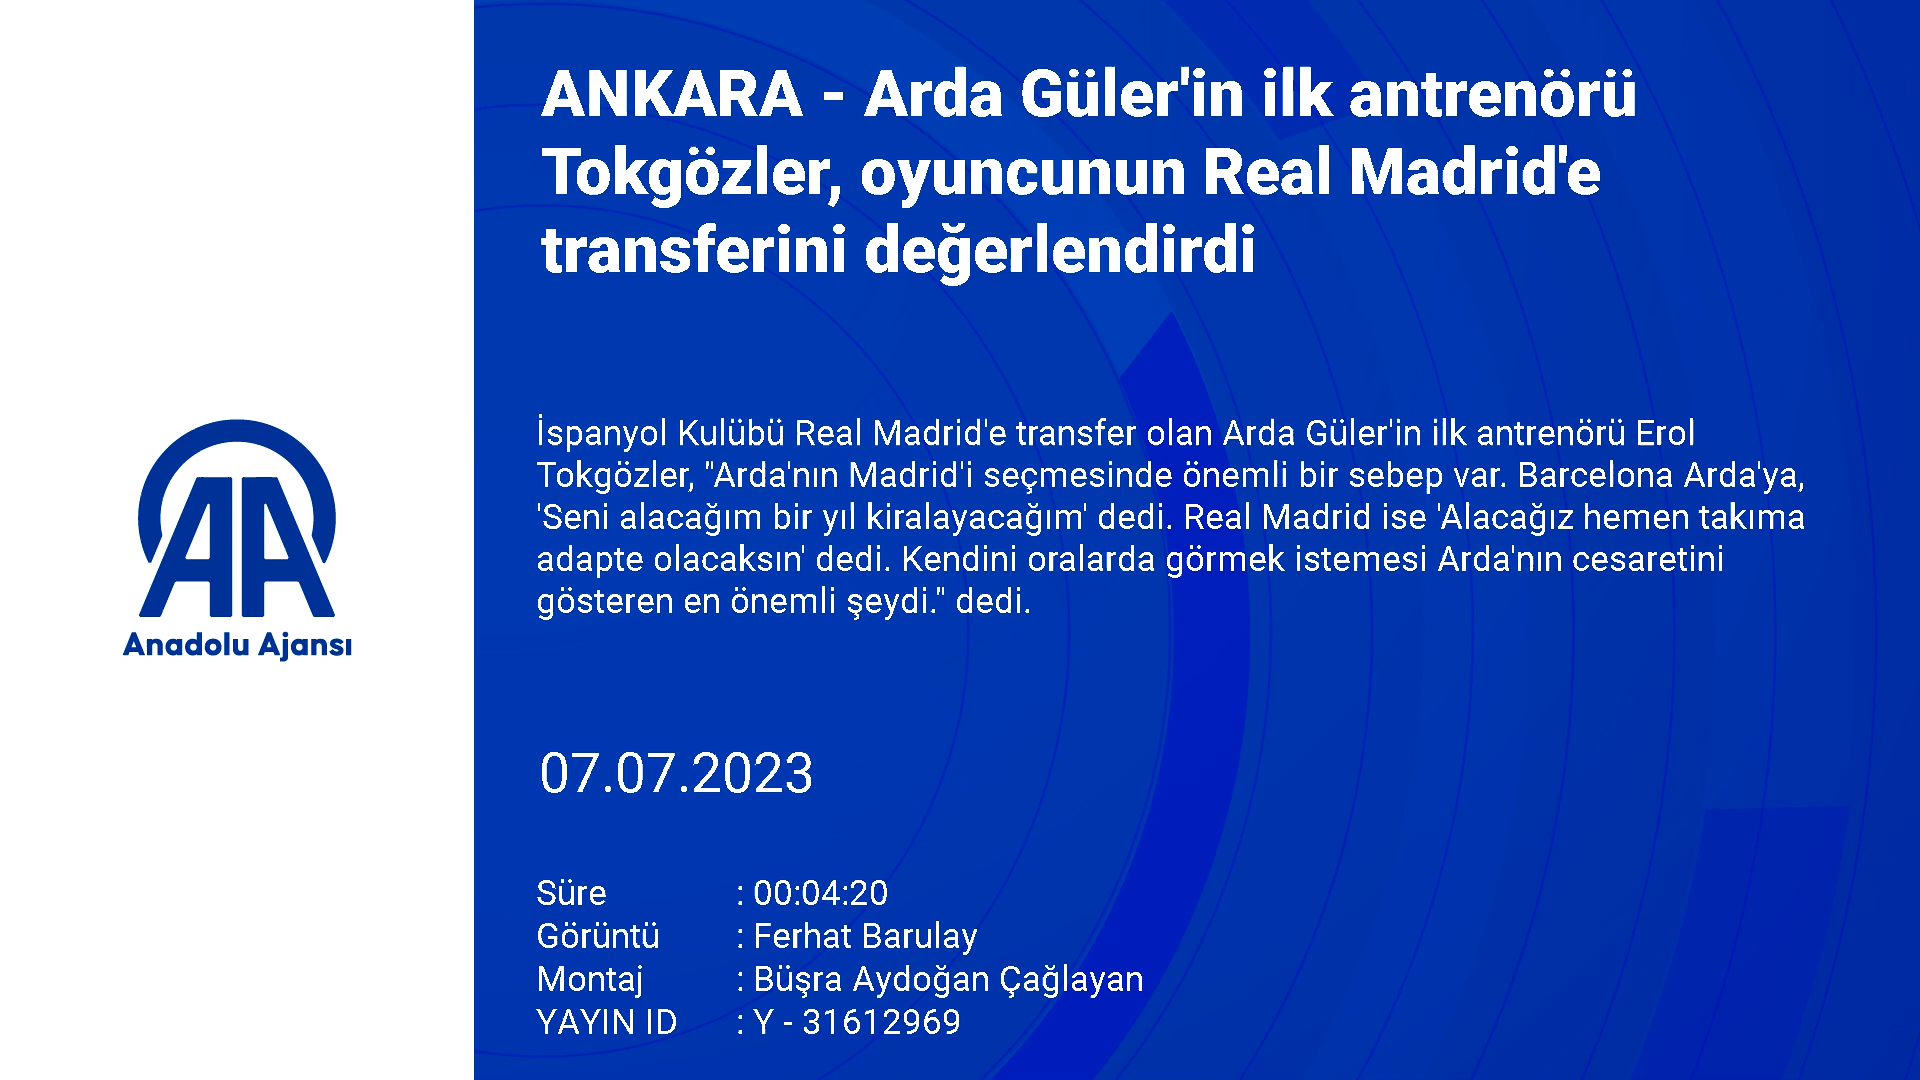 ANKARA - Arda Güler'in ilk antrenörü
Tokgözler, oyuncunun Real Madrid'e
transferini değerlendirdi
İspanyol Kulübü Real Madrid'e transfer olan Arda Güler'in ilk antrenörü Erol
Tokgözler, "Arda'nın Madrid'i seçmesinde önemli bir sebep var. Barcelona Arda'ya,
'Seni alacağım bir yıl kiralayacağım' dedi. Real Madrid ise 'Alacağız hemen takıma
adapte olacaksın' dedi. Kendini oralarda görmek istemesi Arda'nın cesaretini
gösteren en önemli şeydi." dedi.
AA
Anadolu Ajansı
07.07.2023
Süre : 00:04:20
Görüntü : Ferhat Barulay
Montaj : Büşra Aydoğan Çağlayan
YAYIN ID : Y - 31612969